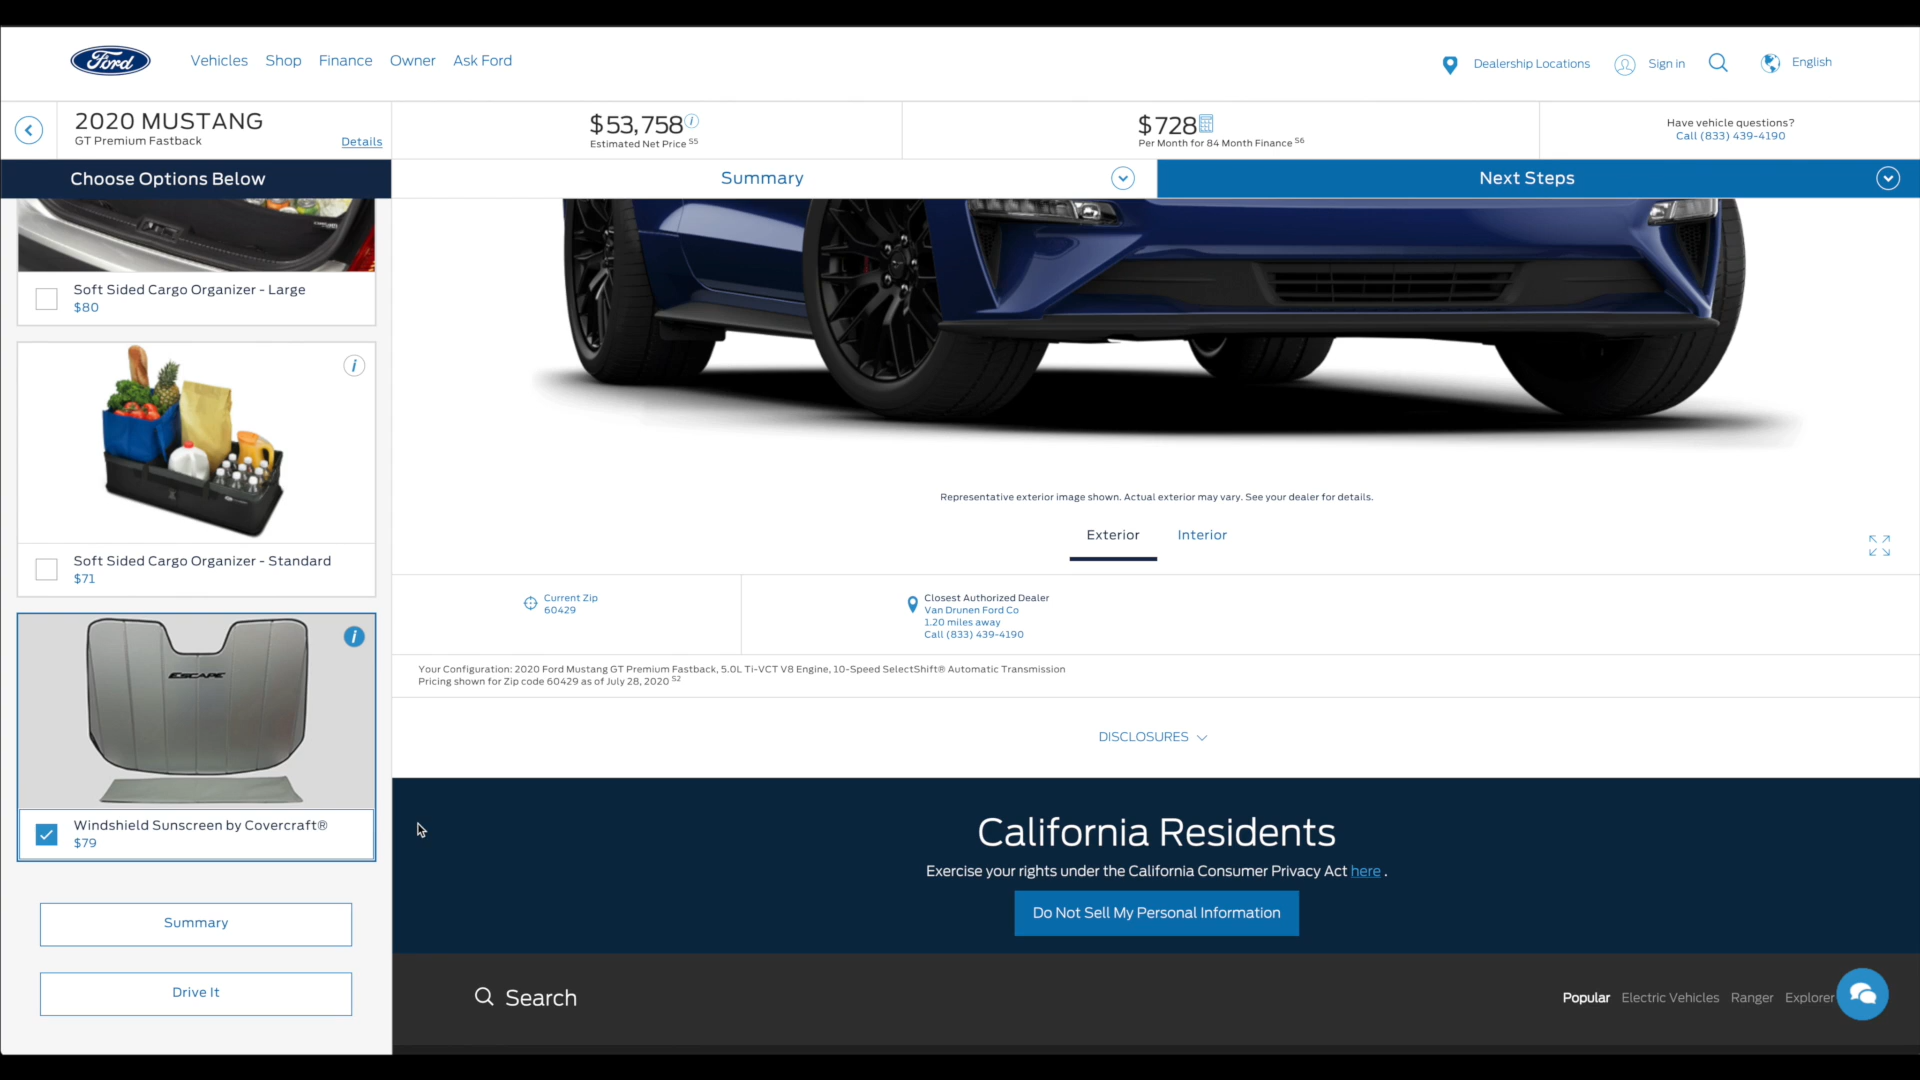 Ford
Vehicles Shop Finance Owner Ask Ford
Dealership Locations Sign in English
2020 MUSTANG
GT Premium Fastback
Details
$53,758 i
Estimated Net Price S5
$728
Per Month for 84 Month Finance S6
Have vehicle questions?
Call (833) 439-4190
Choose Options Below
Summary
Next Steps
Soft Sided Cargo Organizer - Large
$80
i
Soft Sided Cargo Organizer - Standard
$71
i
ESCAPE
Windshield Sunscreen by Covercraft®
$79
Summary
Drive It
Representative exterior image shown. Actual exterior may vary. See your dealer for details.
Exterior Interior
Current Zip
60429
Closest Authorized Dealer
Van Drunen Ford Co
1.20 miles away
Call (833) 439-4190
Your Configuration: 2020 Ford Mustang GT Premium Fastback, 5.0L Ti-VCT V8 Engine, 10-Speed SelectShift® Automatic Transmission
Pricing shown for Zip code 60429 as of July 28, 2020 S2
DISCLOSURES
California Residents
Exercise your rights under the California Consumer Privacy Act here .
Do Not Sell My Personal Information
Search
Popular Electric Vehicles Ranger Explorer